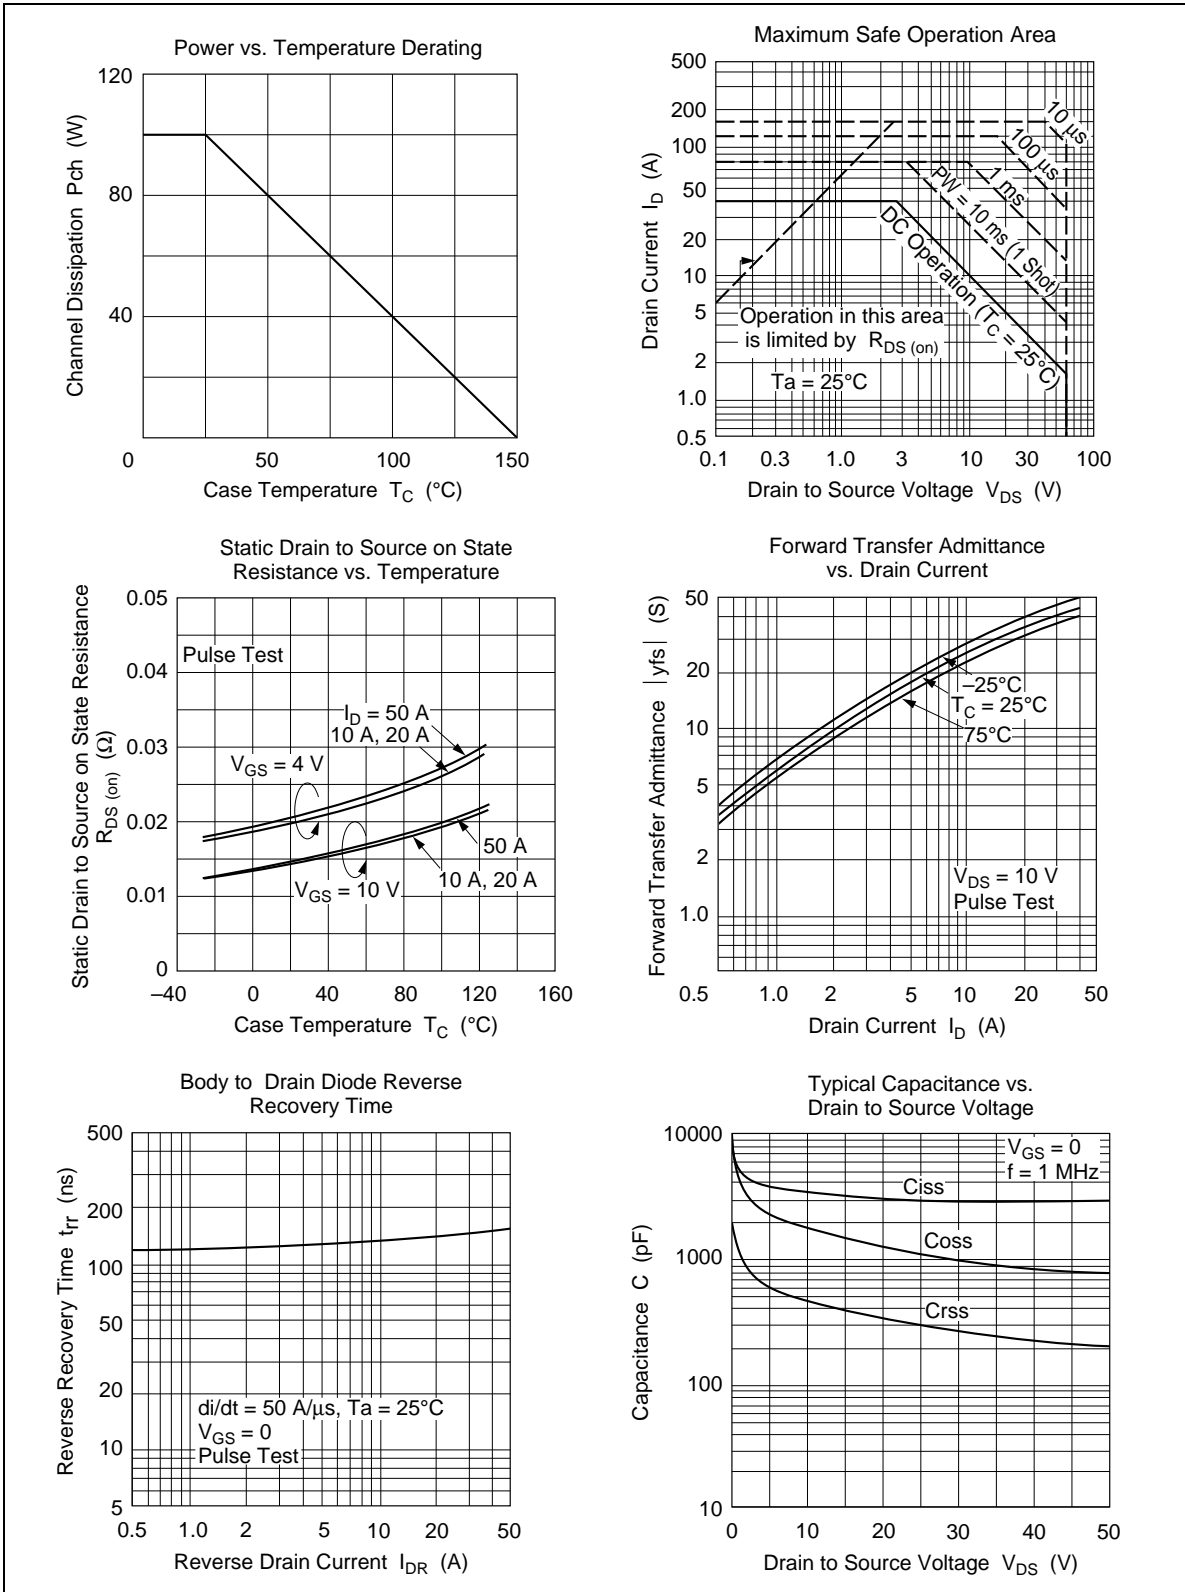 Power vs. Temperature Derating
Channel Dissipation Pch (W)
120
80
40
0
50
100
150
Case Temperature T_C (°C)
Maximum Safe Operation Area
Drain Current I_D (A)
500
200
100
50
20
10
5
2
1.0
0.5
10 µs
100 µs
1 ms
PW = 10 ms (1 Shot)
DC Operation (T_C = 25°C)
Operation in this area
is limited by R_DS (on)
Ta = 25°C
0.1
0.3
1.0
3
10
30
100
Drain to Source Voltage V_DS (V)
Static Drain to Source on State
Resistance vs. Temperature
Static Drain to Source on State Resistance
R_DS (on) (Ω)
0.05
0.04
0.03
0.02
0.01
0
Pulse Test
I_D = 50 A
10 A, 20 A
V_GS = 4 V
50 A
10 A, 20 A
V_GS = 10 V
–40
0
40
80
120
160
Case Temperature T_C (°C)
Forward Transfer Admittance
vs. Drain Current
Forward Transfer Admittance |yfs| (S)
50
20
10
5
2
1.0
0.5
–25°C
T_C = 25°C
75°C
V_DS = 10 V
Pulse Test
1.0
2
5
10
20
50
Drain Current I_D (A)
Body to Drain Diode Reverse
Recovery Time
Reverse Recovery Time trr (ns)
500
200
100
50
20
10
5
di/dt = 50 A/µs, Ta = 25°C
V_GS = 0
Pulse Test
0.5
1.0
2
5
10
20
50
Reverse Drain Current I_DR (A)
Typical Capacitance vs.
Drain to Source Voltage
Capacitance C (pF)
10000
1000
100
10
V_GS = 0
f = 1 MHz
Ciss
Coss
Crss
0
10
20
30
40
50
Drain to Source Voltage V_DS (V)